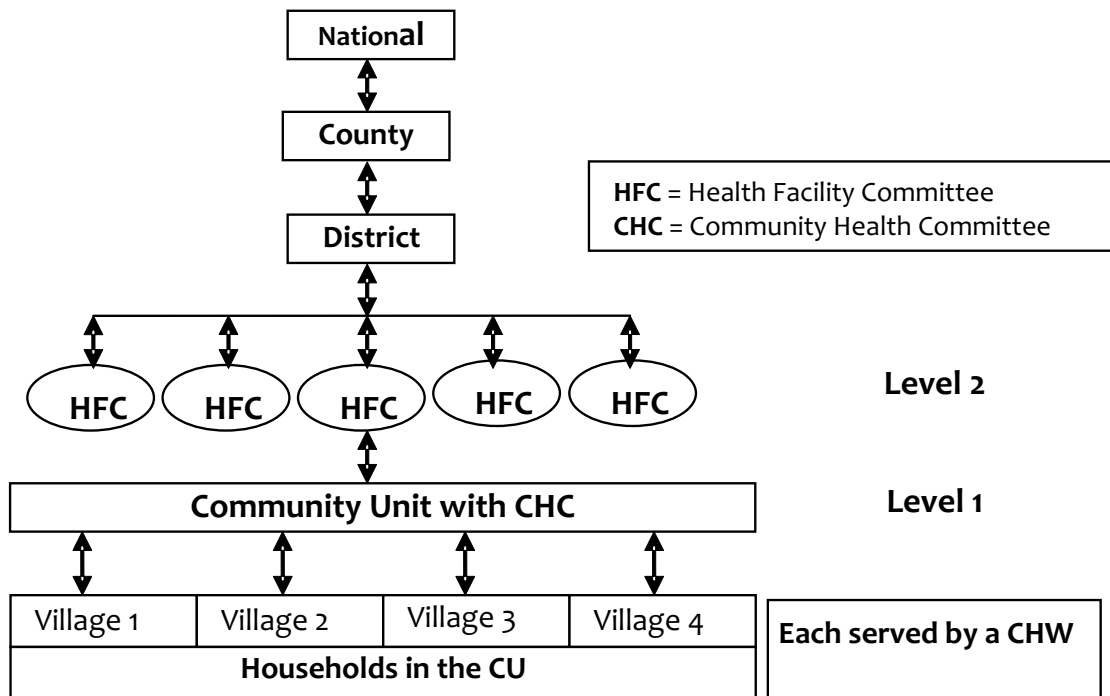 National
County
District
HFC = Health Facility Committee
CHC = Community Health Committee
HFC HFC HFC HFC HFC
Level 2
Community Unit with CHC
Level 1
Village 1 Village 2 Village 3 Village 4
Households in the CU
Each served by a CHW